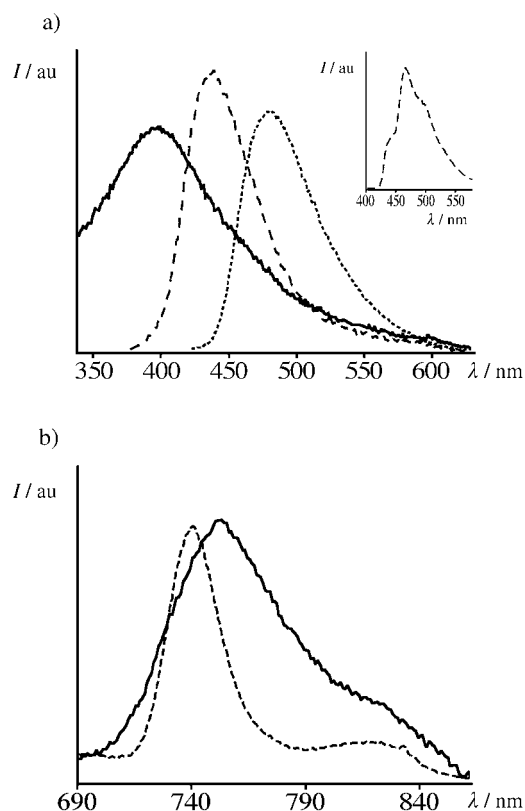 a)
I / au
I / au
400 450 500 550
λ / nm
350 400 450 500 550 600 λ / nm
b)
I / au
690 740 790 840 λ / nm